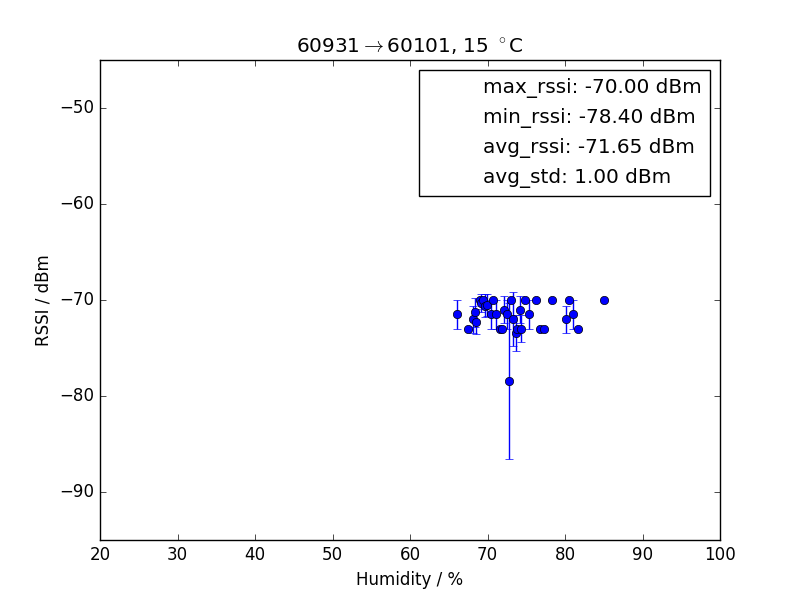 60931→60101, 15 °C
max_rssi: -70.00 dBm
min_rssi: -78.40 dBm
avg_rssi: -71.65 dBm
avg_std: 1.00 dBm
RSSI / dBm
−50
−60
−70
−80
−90
20 30 40 50 60 70 80 90 100
Humidity / %